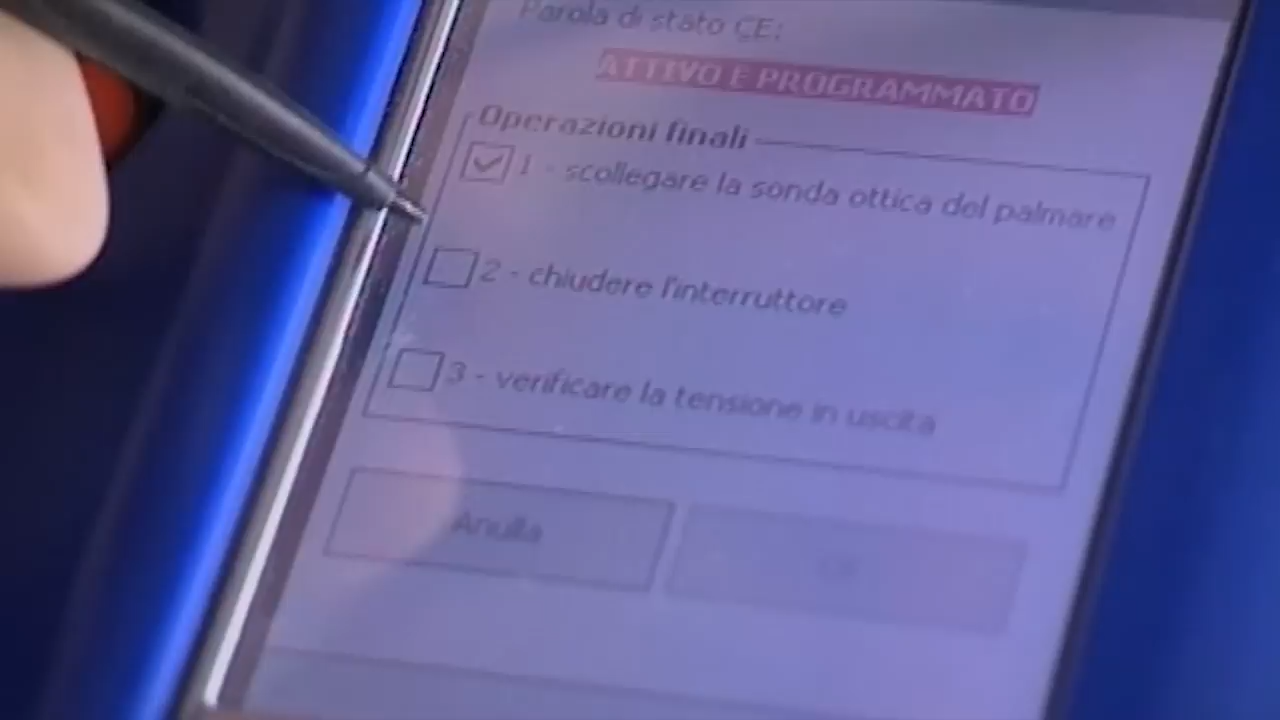 Parola di stato CE:
ATTIVO E PROGRAMMATO
Operazioni finali
1 - scollegare la sonda ottica del palmare
2 - chiudere l'interruttore
3 - verificare la tensione in uscita
Anulla